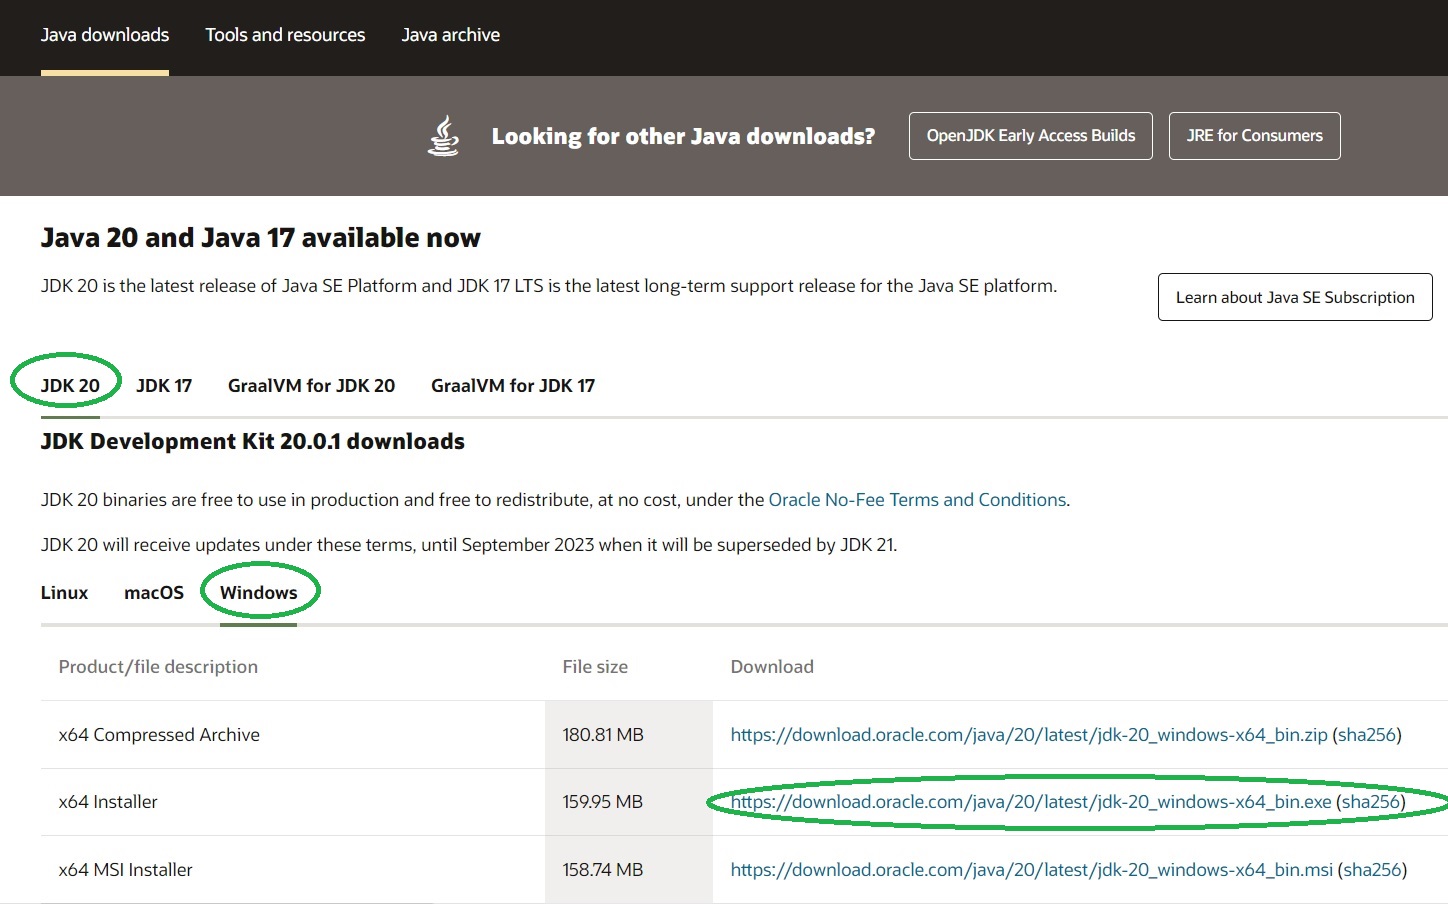 Java downloads Tools and resources Java archive
Looking for other Java downloads? OpenJDK Early Access Builds JRE for Consumers
Java 20 and Java 17 available now
JDK 20 is the latest release of Java SE Platform and JDK 17 LTS is the latest long-term support release for the Java SE platform.
Learn about Java SE Subscription
JDK 20 JDK 17 GraalVM for JDK 20 GraalVM for JDK 17
JDK Development Kit 20.0.1 downloads
JDK 20 binaries are free to use in production and free to redistribute, at no cost, under the Oracle No-Fee Terms and Conditions.
JDK 20 will receive updates under these terms, until September 2023 when it will be superseded by JDK 21.
Linux macOS Windows
Product/file description File size Download
x64 Compressed Archive 180.81 MB https://download.oracle.com/java/20/latest/jdk-20_windows-x64_bin.zip (sha256)
x64 Installer 159.95 MB https://download.oracle.com/java/20/latest/jdk-20_windows-x64_bin.exe (sha256)
x64 MSI Installer 158.74 MB https://download.oracle.com/java/20/latest/jdk-20_windows-x64_bin.msi (sha256)